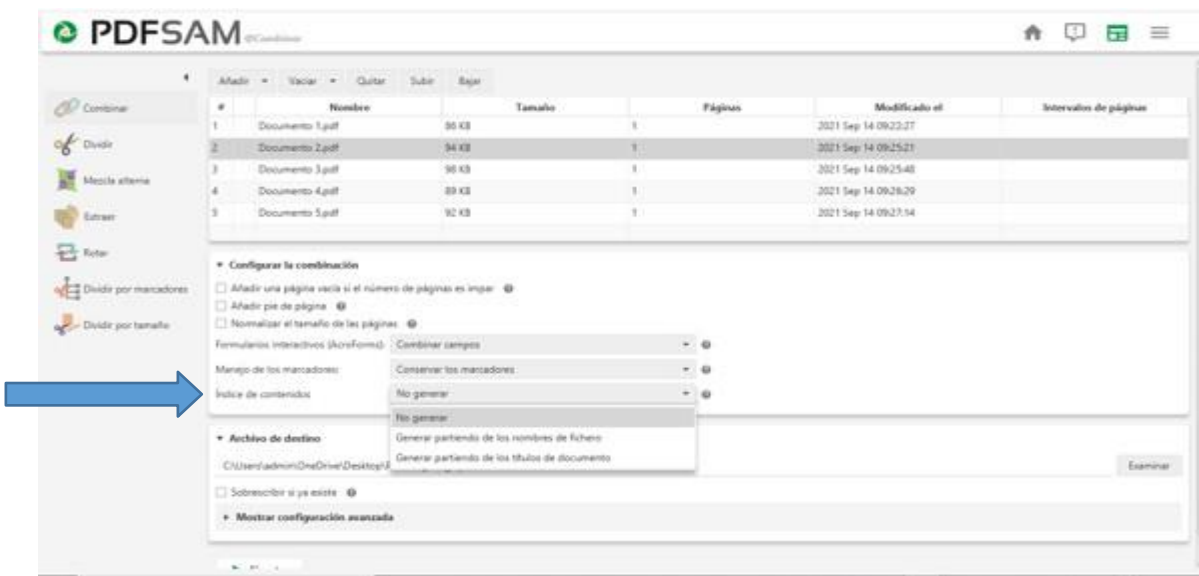 PDFSAM @Combinar
Añadir Vaciar Quitar Subir Bajar
Combinar
Dividir
Mezcla alterna
Extraer
Rotar
Dividir por marcadores
Dividir por tamaño
# Nombre Tamaño Páginas Modificado el Intervalos de páginas
1 Documento 1.pdf 86 KB 1 2021 Sep 14 09:23:27
2 Documento 2.pdf 94 KB 1 2021 Sep 14 09:25:21
3 Documento 3.pdf 98 KB 1 2021 Sep 14 09:25:48
4 Documento 4.pdf 89 KB 1 2021 Sep 14 09:26:29
5 Documento 5.pdf 92 KB 1 2021 Sep 14 09:27:14
Configurar la combinación
Añadir una página vacía si el número de páginas es impar
Añadir pie de página
Normalizar el tamaño de las páginas
Formularios interactivos (AcroForms): Combinar campos
Manejo de los marcadores: Conservar los marcadores
Índice de contenidos No generar
No generar
Generar partiendo de los nombres de fichero
Generar partiendo de los títulos de documento
Archivo de destino
C:\Users\admin\OneDrive\Desktop\
Examinar
Sobrescribir si ya existe
Mostrar configuración avanzada